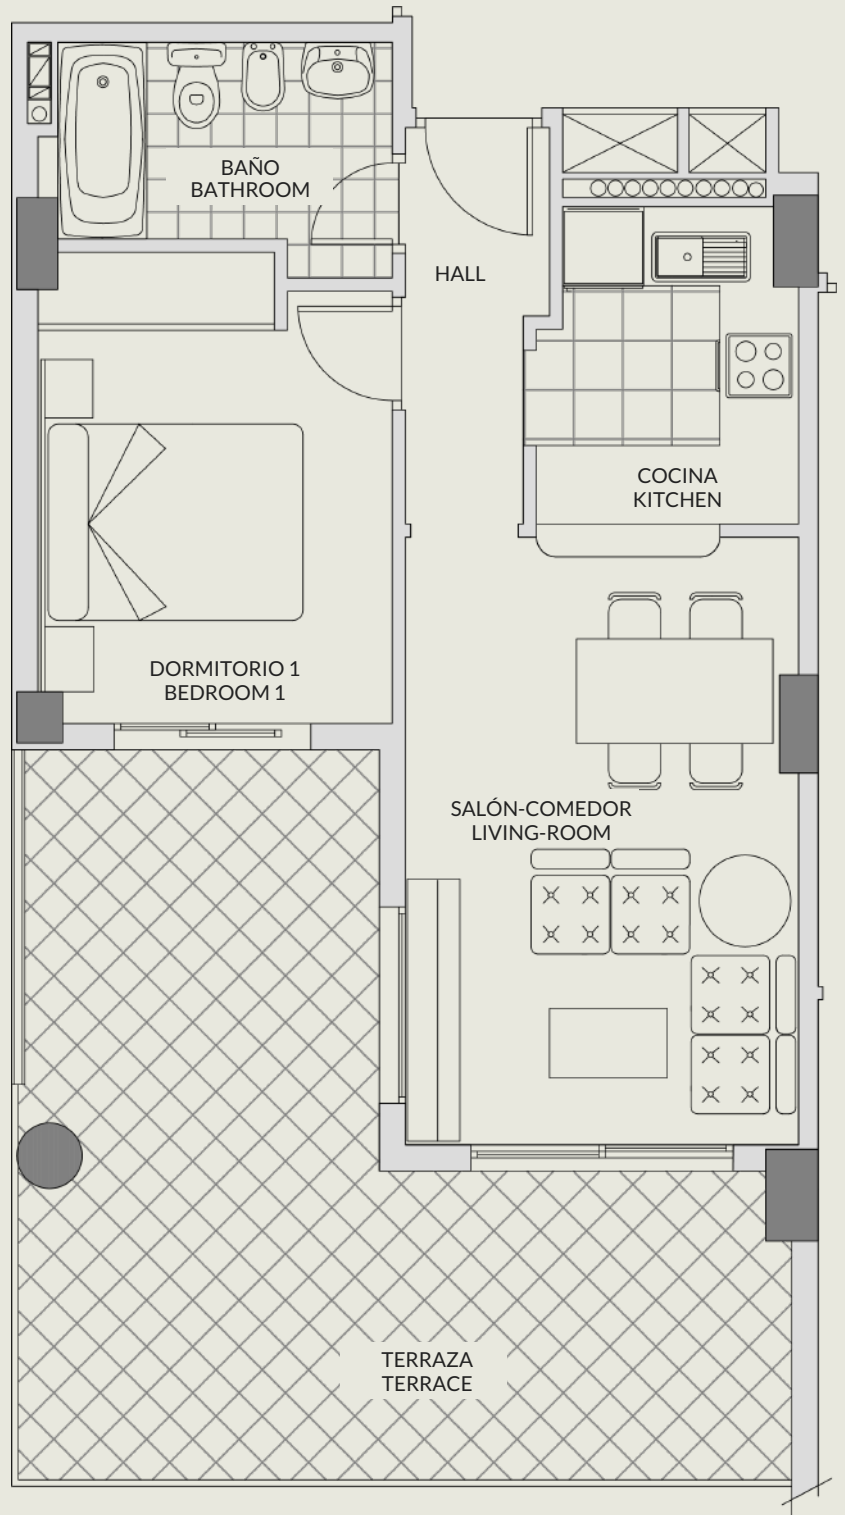 BAÑO
BATHROOM
HALL
COCINA
KITCHEN
DORMITORIO 1
BEDROOM 1
SALÓN-COMEDOR
LIVING-ROOM
TERRAZA
TERRACE